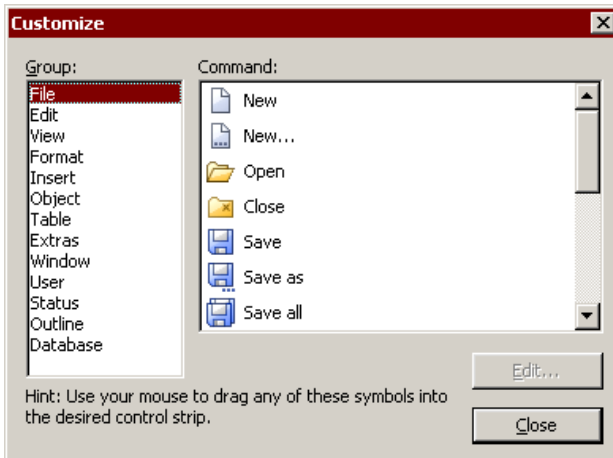 Customize
Group:
File
Edit
View
Format
Insert
Object
Table
Extras
Window
User
Status
Outline
Database
Command:
New
New...
Open
Close
Save
Save as
Save all
Edit...
Hint: Use your mouse to drag any of these symbols into
the desired control strip.
Close